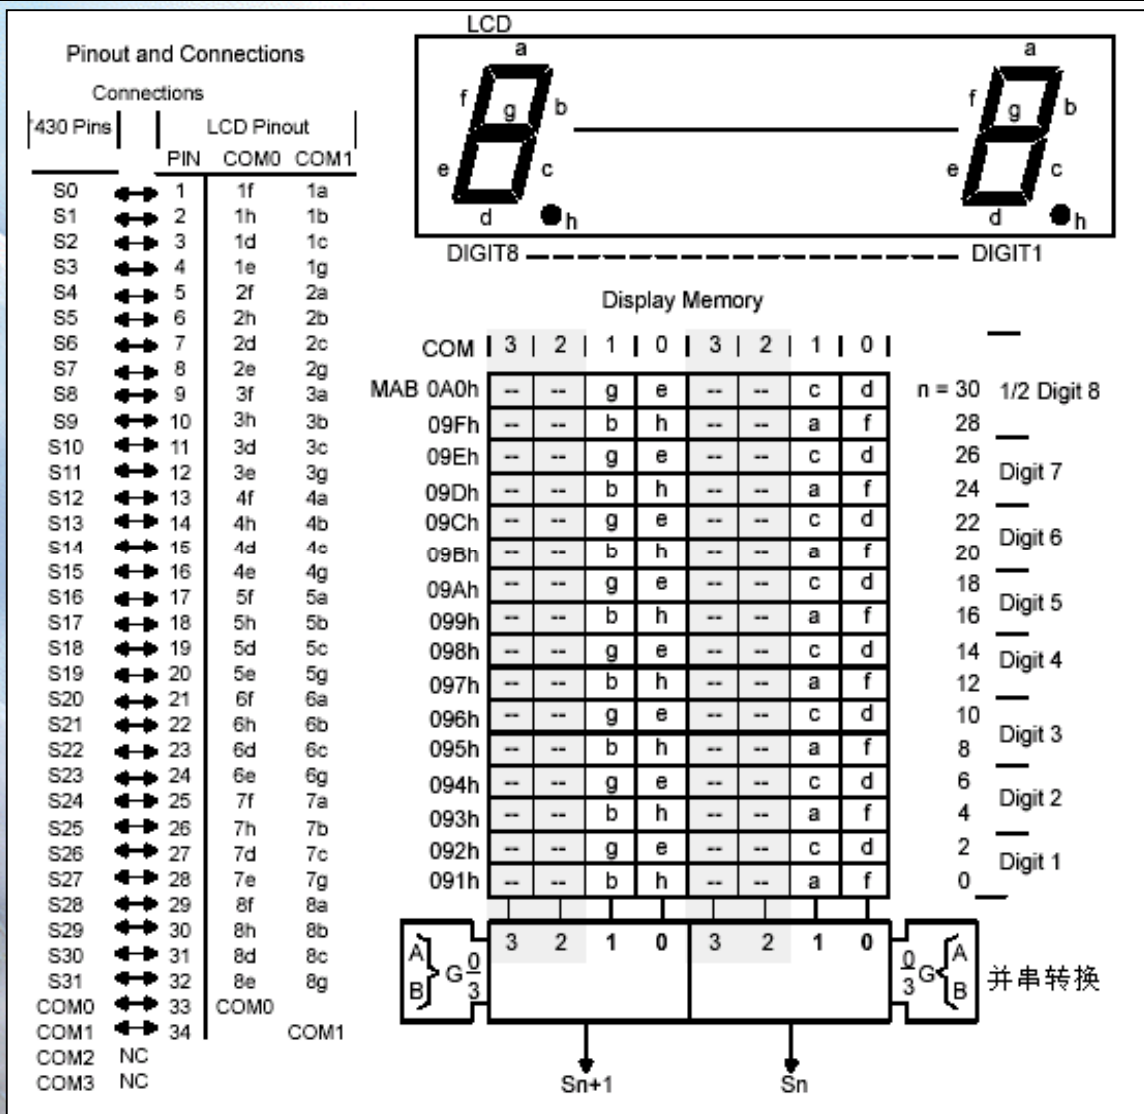 Pinout and Connections
Connections
'430 Pins LCD Pinout
PIN COM0 COM1
S0 1 1f 1a
S1 2 1h 1b
S2 3 1d 1c
S3 4 1e 1g
S4 5 2f 2a
S5 6 2h 2b
S6 7 2d 2c
S7 8 2e 2g
S8 9 3f 3a
S9 10 3h 3b
S10 11 3d 3c
S11 12 3e 3g
S12 13 4f 4a
S13 14 4h 4b
S14 15 4d 4c
S15 16 4e 4g
S16 17 5f 5a
S17 18 5h 5b
S18 19 5d 5c
S19 20 5e 5g
S20 21 6f 6a
S21 22 6h 6b
S22 23 6d 6c
S23 24 6e 6g
S24 25 7f 7a
S25 26 7h 7b
S26 27 7d 7c
S27 28 7e 7g
S28 29 8f 8a
S29 30 8h 8b
S30 31 8d 8c
S31 32 8e 8g
COM0 33 COM0
COM1 34 COM1
COM2 NC
COM3 NC
LCD
a a
f g b f g b
e c e c
d h d h
DIGIT8 DIGIT1
Display Memory
COM 3 2 1 0 3 2 1 0
MAB 0A0h -- -- g e -- -- c d n = 30 1/2 Digit 8
09Fh -- -- b h -- -- a f 28
09Eh -- -- g e -- -- c d 26 Digit 7
09Dh -- -- b h -- -- a f 24
09Ch -- -- g e -- -- c d 22 Digit 6
09Bh -- -- b h -- -- a f 20
09Ah -- -- g e -- -- c d 18 Digit 5
099h -- -- b h -- -- a f 16
098h -- -- g e -- -- c d 14 Digit 4
097h -- -- b h -- -- a f 12
096h -- -- g e -- -- c d 10 Digit 3
095h -- -- b h -- -- a f 8
094h -- -- g e -- -- c d 6 Digit 2
093h -- -- b h -- -- a f 4
092h -- -- g e -- -- c d 2 Digit 1
091h -- -- b h -- -- a f 0
3 2 1 0 3 2 1 0
A B G 0/3 0/3 G A B 并串转换
Sn+1 Sn